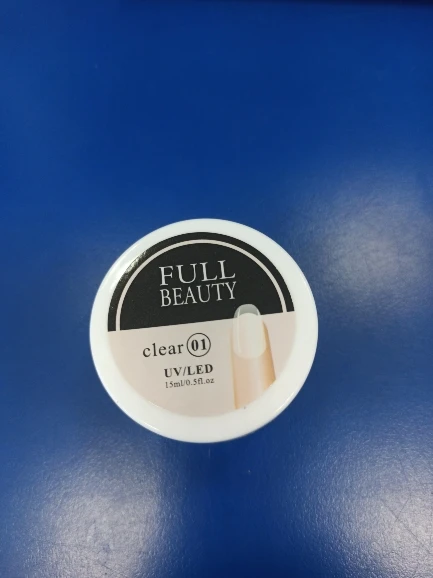 FULL
BEAUTY
clear 01
UV/LED
15ml/0.5fl.oz